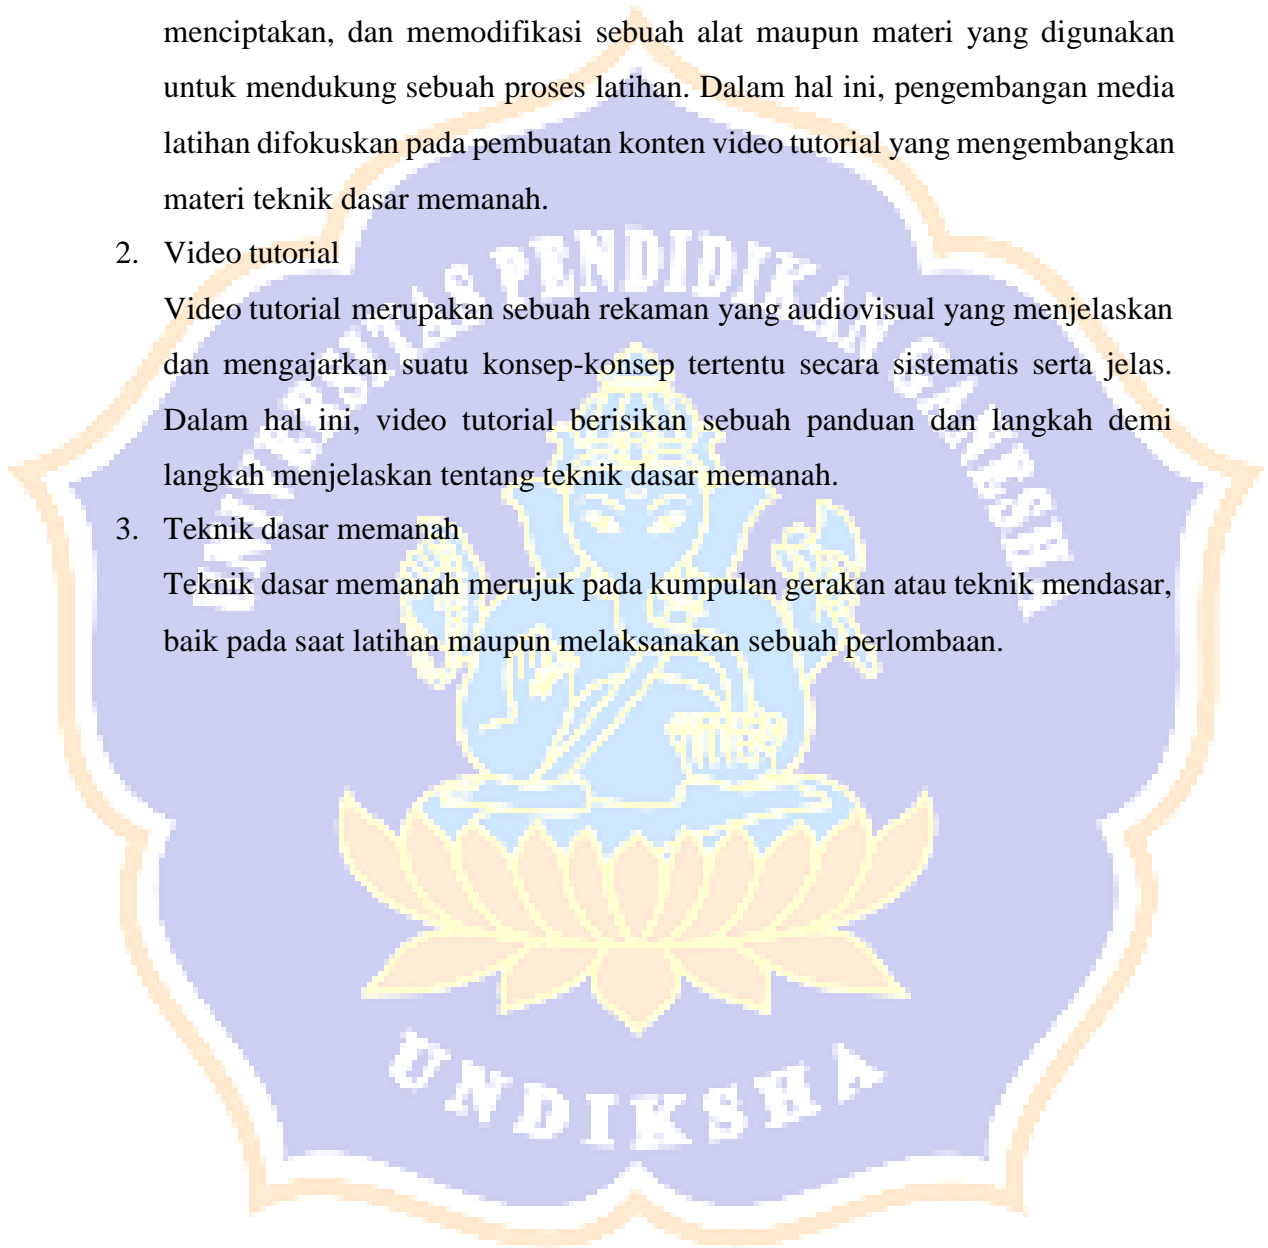 menciptakan, dan memodifikasi sebuah alat maupun materi yang digunakan
untuk mendukung sebuah proses latihan. Dalam hal ini, pengembangan media
latihan difokuskan pada pembuatan konten video tutorial yang mengembangkan
materi teknik dasar memanah.
2. Video tutorial
Video tutorial merupakan sebuah rekaman yang audiovisual yang menjelaskan
dan mengajarkan suatu konsep-konsep tertentu secara sistematis serta jelas.
Dalam hal ini, video tutorial berisikan sebuah panduan dan langkah demi
langkah menjelaskan tentang teknik dasar memanah.
3. Teknik dasar memanah
Teknik dasar memanah merujuk pada kumpulan gerakan atau teknik mendasar,
baik pada saat latihan maupun melaksanakan sebuah perlombaan.
UNIVERSITAS PENDIDIKAN GANESHA
UNDIKSHA